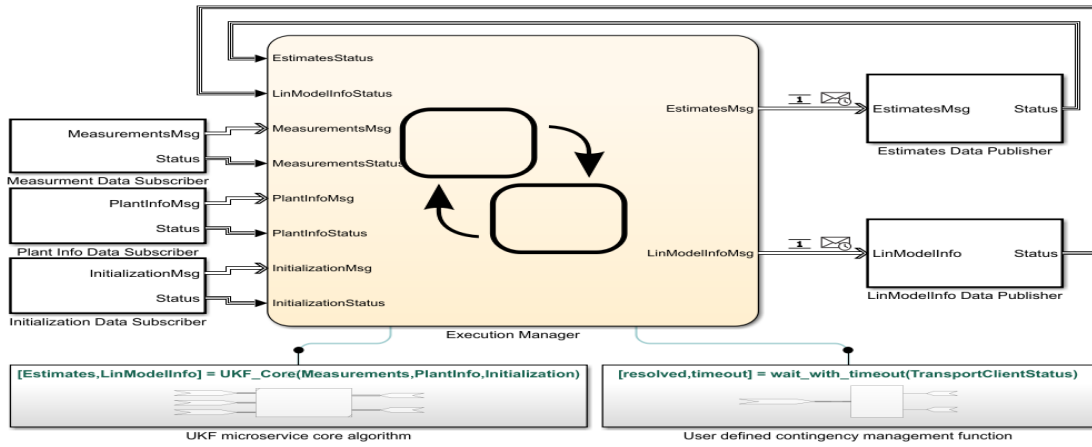 EstimatesStatus
LinModelInfoStatus
MeasurementsMsg
MeasurementsStatus
PlantInfoMsg
PlantInfoStatus
InitializationMsg
InitializationStatus
EstimatesMsg
LinModelInfoMsg
Execution Manager
MeasurementsMsg
Status
Measurment Data Subscriber
PlantInfoMsg
Status
Plant Info Data Subscriber
InitializationMsg
Status
Initialization Data Subscriber
1
EstimatesMsg Status
Estimates Data Publisher
1
LinModelInfo Status
LinModelInfo Data Publisher
[Estimates,LinModelInfo] = UKF_Core(Measurements,PlantInfo,Initialization)
UKF microservice core algorithm
[resolved,timeout] = wait_with_timeout(TransportClientStatus)
User defined contingency management function